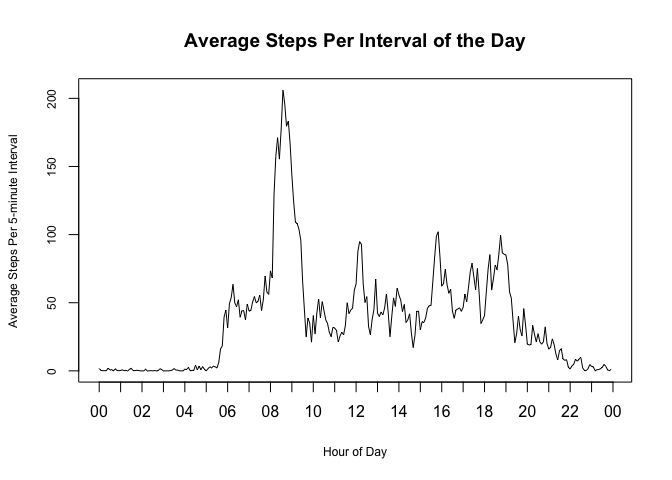 Average Steps Per Interval of the Day
Average Steps Per 5-minute Interval
200
150
100
50
0
00 02 04 06 08 10 12 14 16 18 20 22 00
Hour of Day